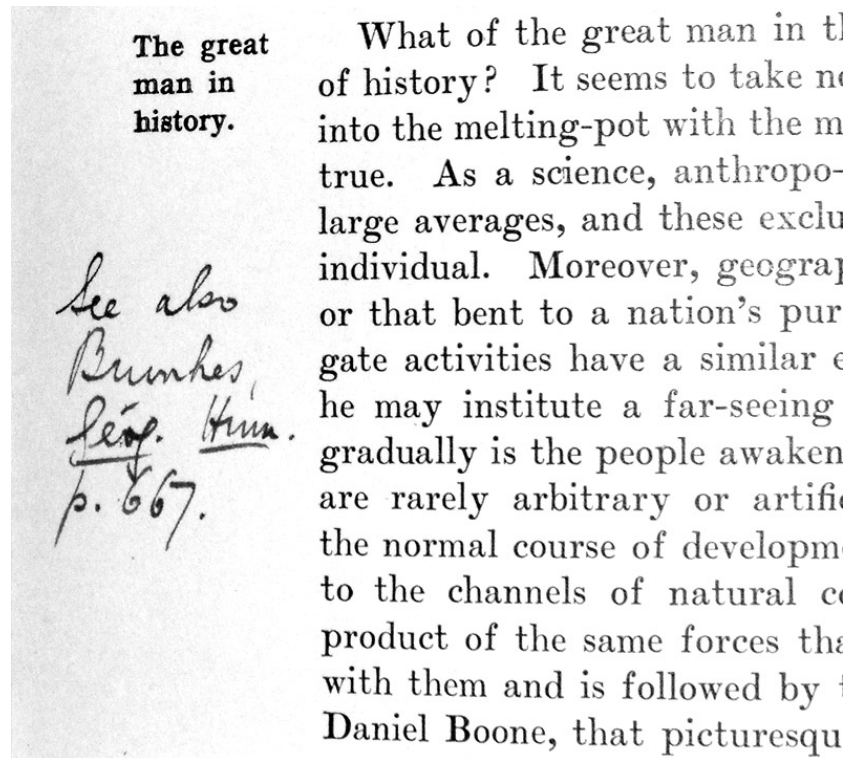 The great
man in
history.
What of the great man in th
of history? It seems to take no
into the melting-pot with the m
true. As a science, anthropo-
large averages, and these exclu
individual. Moreover, geograp
or that bent to a nation's pur
gate activities have a similar e
he may institute a far-seeing
gradually is the people awaken
are rarely arbitrary or artific
the normal course of developme
to the channels of natural co
product of the same forces tha
with them and is followed by t
Daniel Boone, that picturesqu
See also
Brunhes,
Géog. Hum.
p. 667.